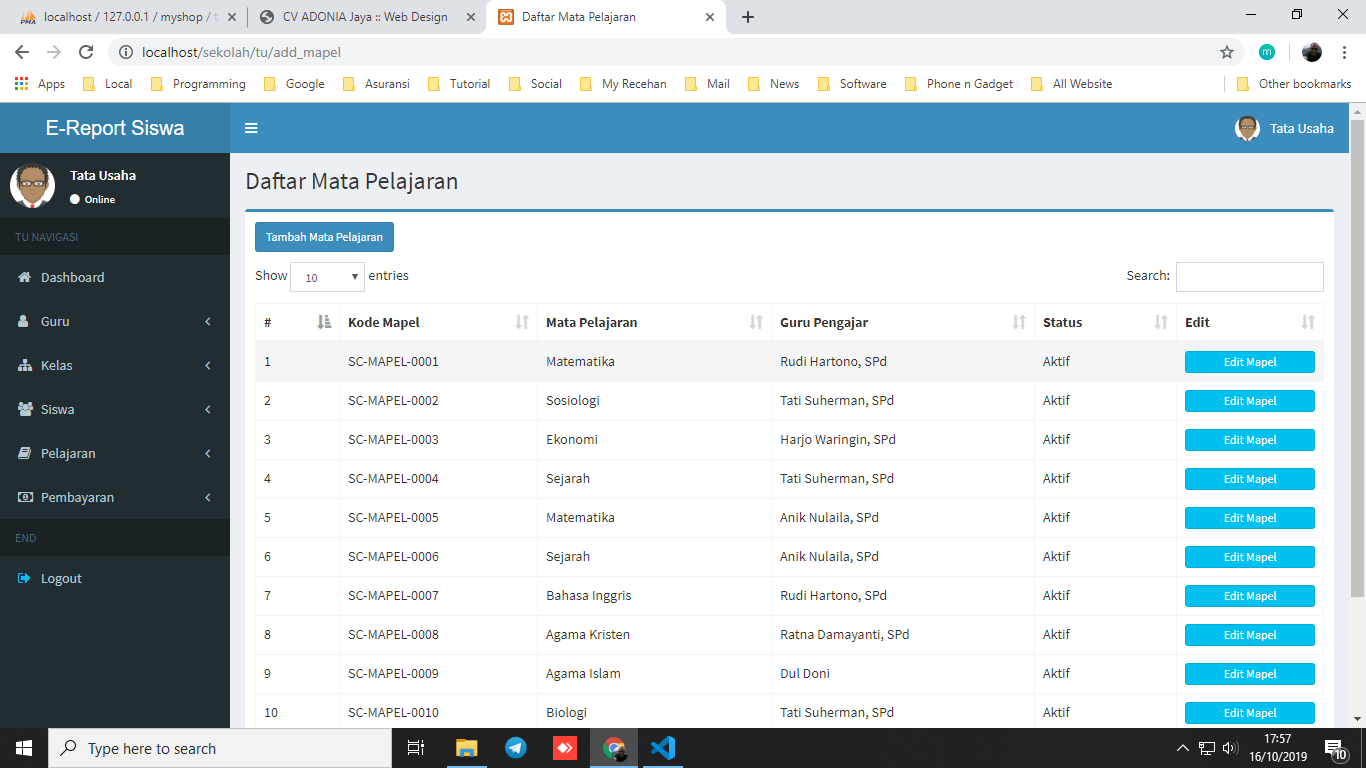 localhost / 127.0.0.1 / myshop / t
CV ADONIA Jaya :: Web Design
Daftar Mata Pelajaran
localhost/sekolah/tu/add_mapel
m
Apps Local Programming Google Asuransi Tutorial Social My Recehan Mail News Software Phone n Gadget All Website Other bookmarks
E-Report Siswa
Tata Usaha
Tata Usaha
Online
TU NAVIGASI
Dashboard
Guru
Kelas
Siswa
Pelajaran
Pembayaran
END
Logout
Daftar Mata Pelajaran
Tambah Mata Pelajaran
Show 10 entries Search:
# Kode Mapel Mata Pelajaran Guru Pengajar Status Edit
1 SC-MAPEL-0001 Matematika Rudi Hartono, SPd Aktif Edit Mapel
2 SC-MAPEL-0002 Sosiologi Tati Suherman, SPd Aktif Edit Mapel
3 SC-MAPEL-0003 Ekonomi Harjo Waringin, SPd Aktif Edit Mapel
4 SC-MAPEL-0004 Sejarah Tati Suherman, SPd Aktif Edit Mapel
5 SC-MAPEL-0005 Matematika Anik Nulaila, SPd Aktif Edit Mapel
6 SC-MAPEL-0006 Sejarah Anik Nulaila, SPd Aktif Edit Mapel
7 SC-MAPEL-0007 Bahasa Inggris Rudi Hartono, SPd Aktif Edit Mapel
8 SC-MAPEL-0008 Agama Kristen Ratna Damayanti, SPd Aktif Edit Mapel
9 SC-MAPEL-0009 Agama Islam Dul Doni Aktif Edit Mapel
10 SC-MAPEL-0010 Biologi Tati Suherman, SPd Aktif Edit Mapel
Type here to search
17:57
16/10/2019
10